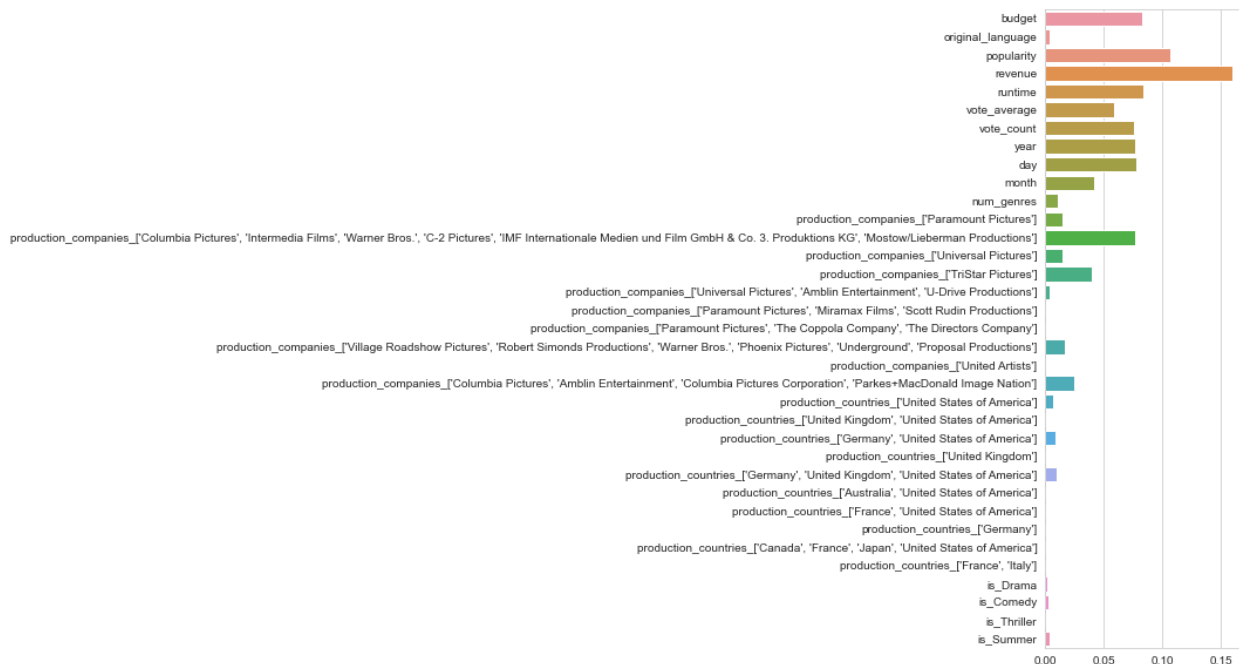 budget
original_language
popularity
revenue
runtime
vote_average
vote_count
year
day
month
num_genres
production_companies_['Paramount Pictures']
production_companies_['Columbia Pictures', 'Intermedia Films', 'Warner Bros.', 'C-2 Pictures', 'IMF Internationale Medien und Film GmbH & Co. 3. Produktions KG', 'Mostow/Lieberman Productions']
production_companies_['Universal Pictures']
production_companies_['TriStar Pictures']
production_companies_['Universal Pictures', 'Amblin Entertainment', 'U-Drive Productions']
production_companies_['Paramount Pictures', 'Miramax Films', 'Scott Rudin Productions']
production_companies_['Paramount Pictures', 'The Coppola Company', 'The Directors Company']
production_companies_['Village Roadshow Pictures', 'Robert Simonds Productions', 'Warner Bros.', 'Phoenix Pictures', 'Underground', 'Proposal Productions']
production_companies_['United Artists']
production_companies_['Columbia Pictures', 'Amblin Entertainment', 'Columbia Pictures Corporation', 'Parkes+MacDonald Image Nation']
production_countries_['United States of America']
production_countries_['United Kingdom', 'United States of America']
production_countries_['Germany', 'United States of America']
production_countries_['United Kingdom']
production_countries_['Germany', 'United Kingdom', 'United States of America']
production_countries_['Australia', 'United States of America']
production_countries_['France', 'United States of America']
production_countries_['Germany']
production_countries_['Canada', 'France', 'Japan', 'United States of America']
production_countries_['France', 'Italy']
is_Drama
is_Comedy
is_Thriller
is_Summer
0.00 0.05 0.10 0.15